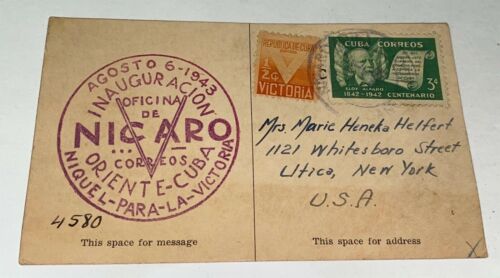 AGOSTO 6-1943
INAUGURACION
OFICINA
DE
NICARO
... —
CORREOS
ORIENTE-CUBA
NIQUEL-PARA-LA-VICTORIA
4580
This space for message
REPUBLICA DE CUBA
1/2¢
VICTORIA
CUBA CORREOS
ELOY ALFARO
1842-1942 CENTENARIO
3¢
Mrs. Marie Heneka Helfert
1121 Whitesboro Street
Utica, New York
U.S.A.
This space for address
X